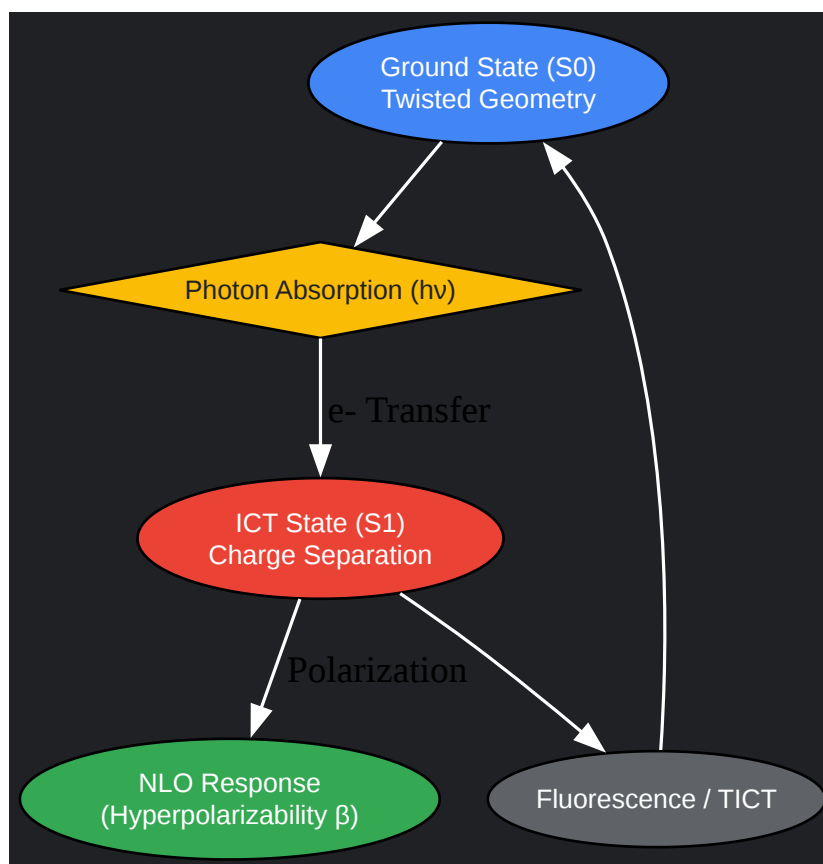 Ground State (S0)
Twisted Geometry
Photon Absorption (hν)
e- Transfer
ICT State (S1)
Charge Separation
Polarization
NLO Response
(Hyperpolarizability β)
Fluorescence / TICT